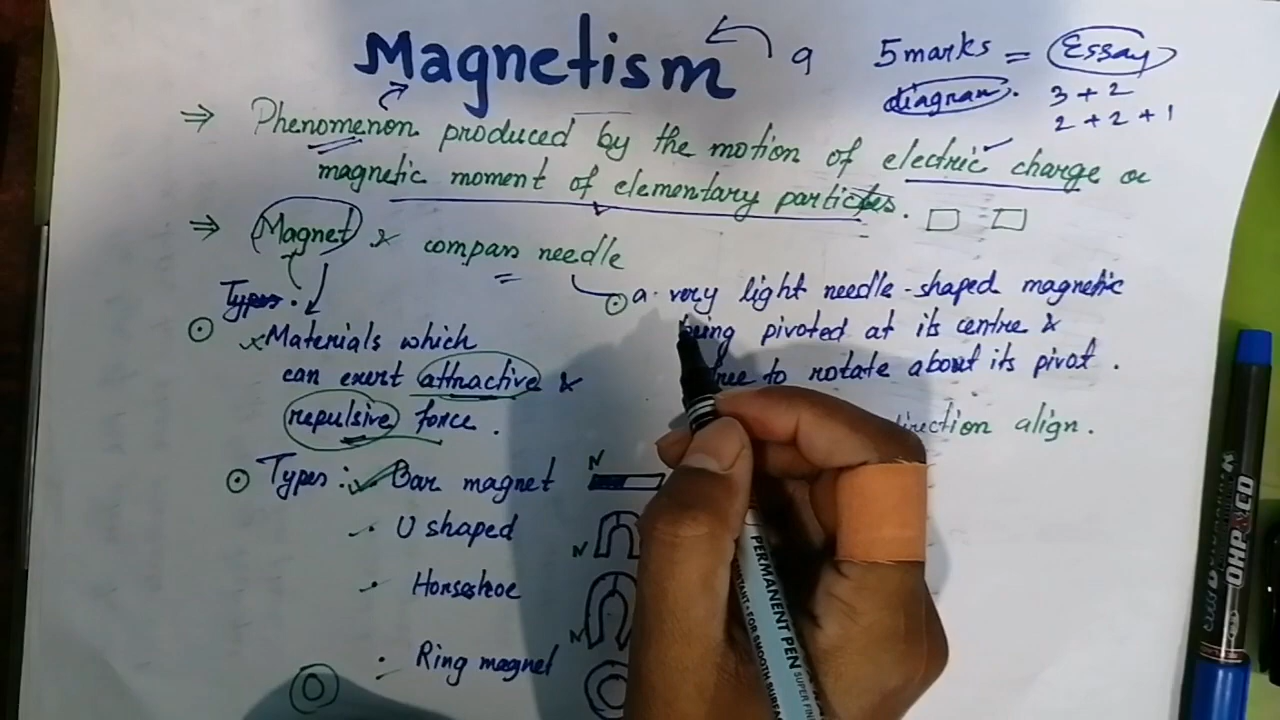 Magnetism
9
5 marks = Essay
diagram. 3 + 2
2 + 2 + 1
⇒ Phenomenon produced by the motion of electric charge or
magnetic moment of elementary particles.
⇒ Magnet & compass needle
Types.
Materials which
can exert attractive &
repulsive force.
a very light needle-shaped magnetic
being pivoted at its centre &
free to rotate about its pivot.
direction align.
Types: Bar magnet
N
U shaped
N
Horseshoe
N
Ring magnet
PERMANENT PEN
OHP & CD